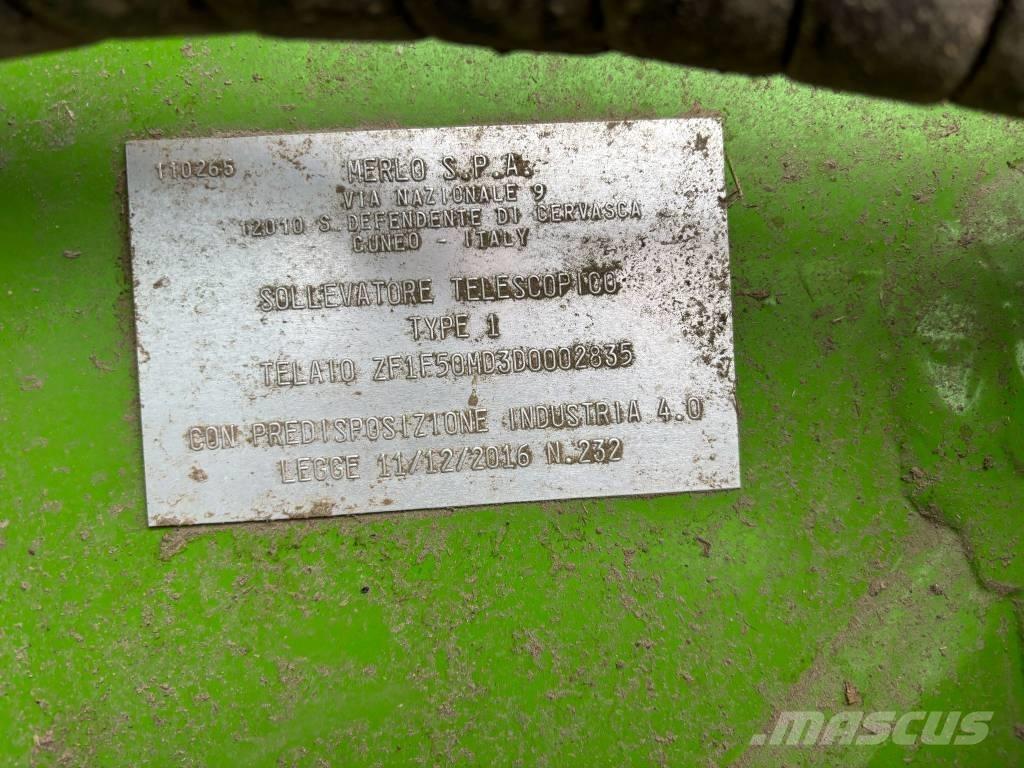 110265
MERLO S.P.A.
VIA NAZIONALE 9
12010 S.DEFENDENTE DI CERVASCA
CUNEO - ITALY
SOLLEVATORE TELESCOPICO
TYPE 1
TELAIO ZF1F50MD3D0002835
CON PREDISPOSIZIONE INDUSTRIA 4.0
LEGGE 11/12/2016 N.232
MASCUS